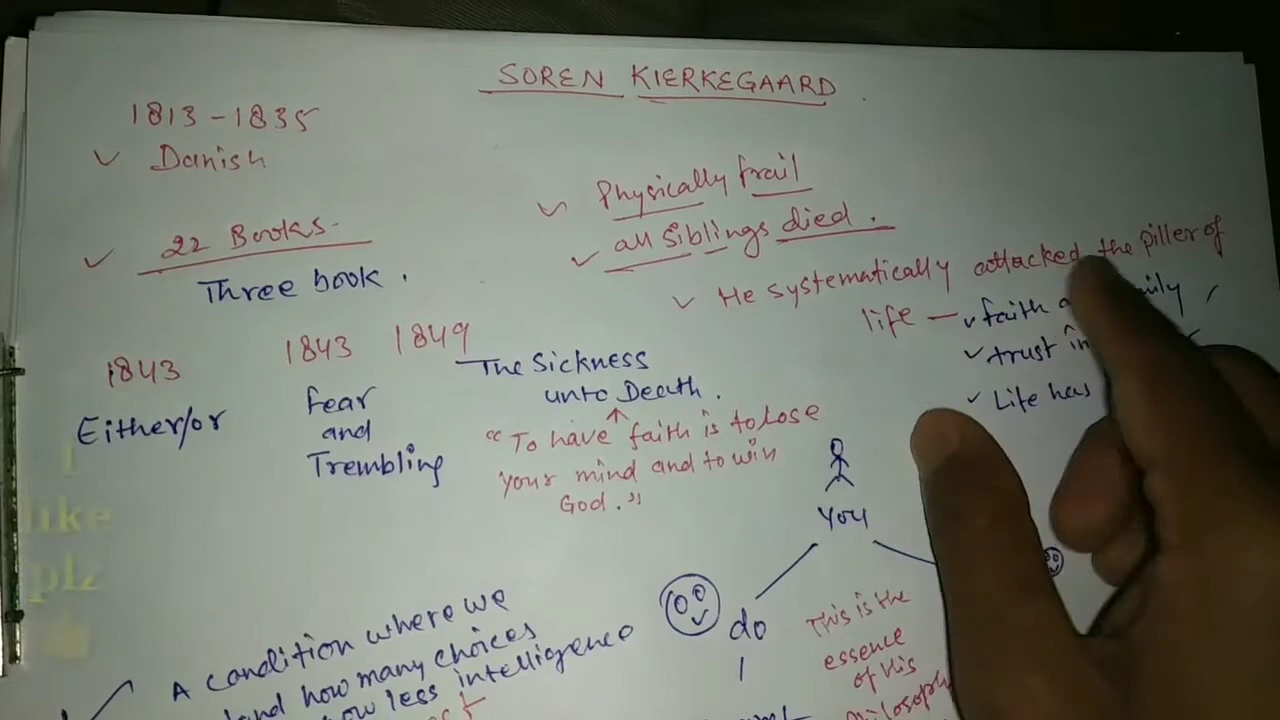 SOREN KIERKEGAARD
1813-1835
Danish
22 Books.
Three book.
1843
Either/or
1843
Fear
and
Trembling
1849
The Sickness
unto Death.
"To have faith is to Lose
your mind and to win
God."
Physically frail
all Siblings died.
He systematically attacked the piller of
life - faith
trust in
Life has
You
do
This is the
essence
of His
A condition where we
how many choices
less intelligence
I
like
plz